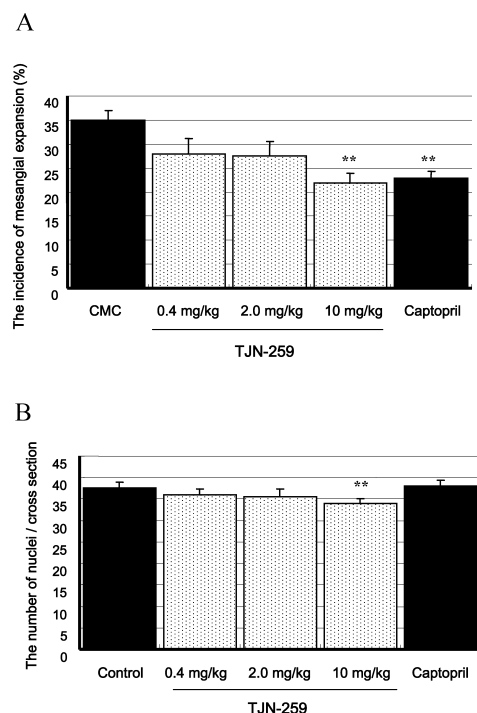 A
The incidence of mesangial expansion (%)
40
35
30
25
20
15
10
5
0
** **
CMC 0.4 mg/kg 2.0 mg/kg 10 mg/kg Captopril
TJN-259
B
The number of nuclei / cross section
45
40
35
30
25
20
15
10
5
0
**
Control 0.4 mg/kg 2.0 mg/kg 10 mg/kg Captopril
TJN-259